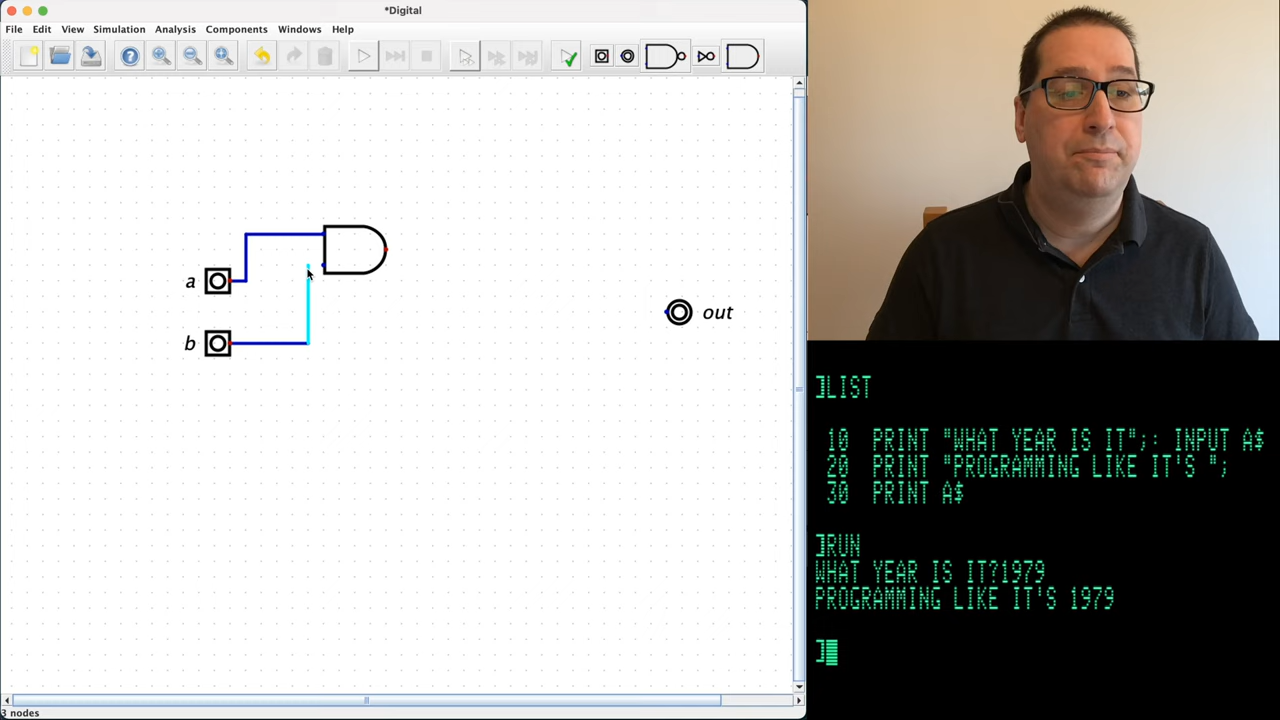 *Digital
File Edit View Simulation Analysis Components Windows Help
a
b
out
3 nodes
]LIST
10 PRINT "WHAT YEAR IS IT";: INPUT A$
20 PRINT "PROGRAMMING LIKE IT'S ";
30 PRINT A$
]RUN
WHAT YEAR IS IT?1979
PROGRAMMING LIKE IT'S 1979
]